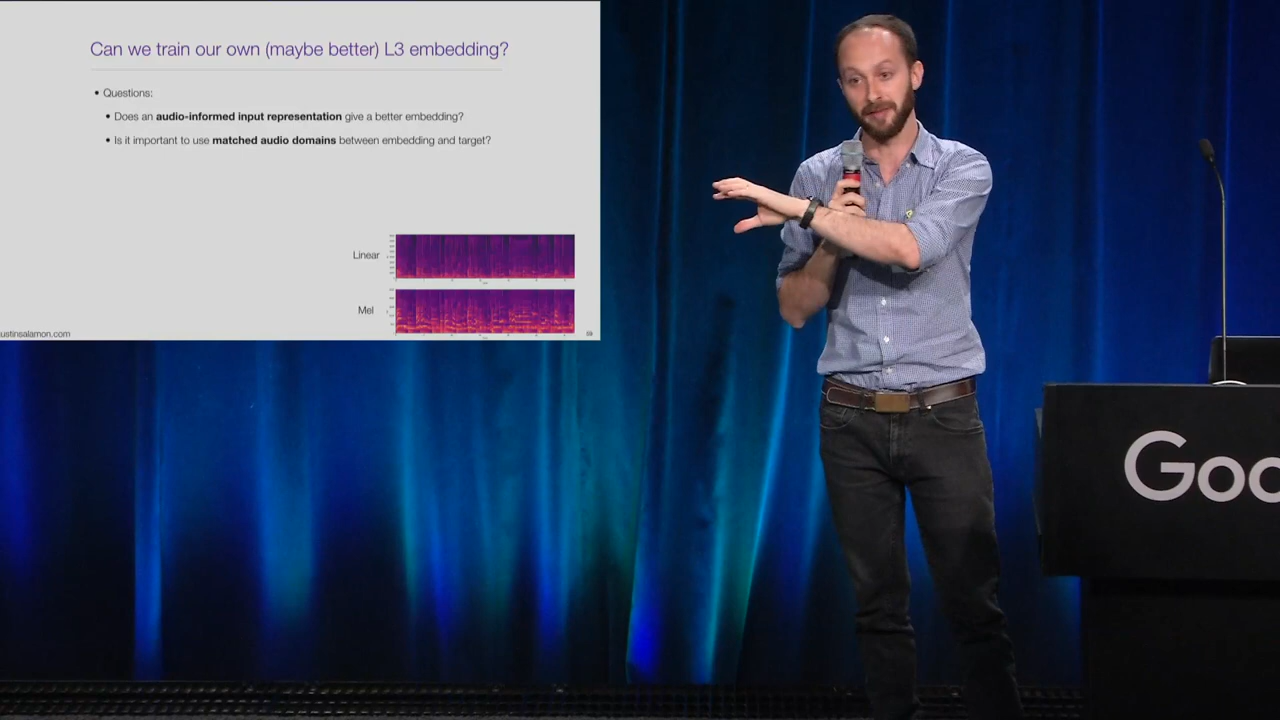 Can we train our own (maybe better) L3 embedding?
• Questions:
• Does an audio-informed input representation give a better embedding?
• Is it important to use matched audio domains between embedding and target?
Linear
Mel
ustinsalamon.com
Goo